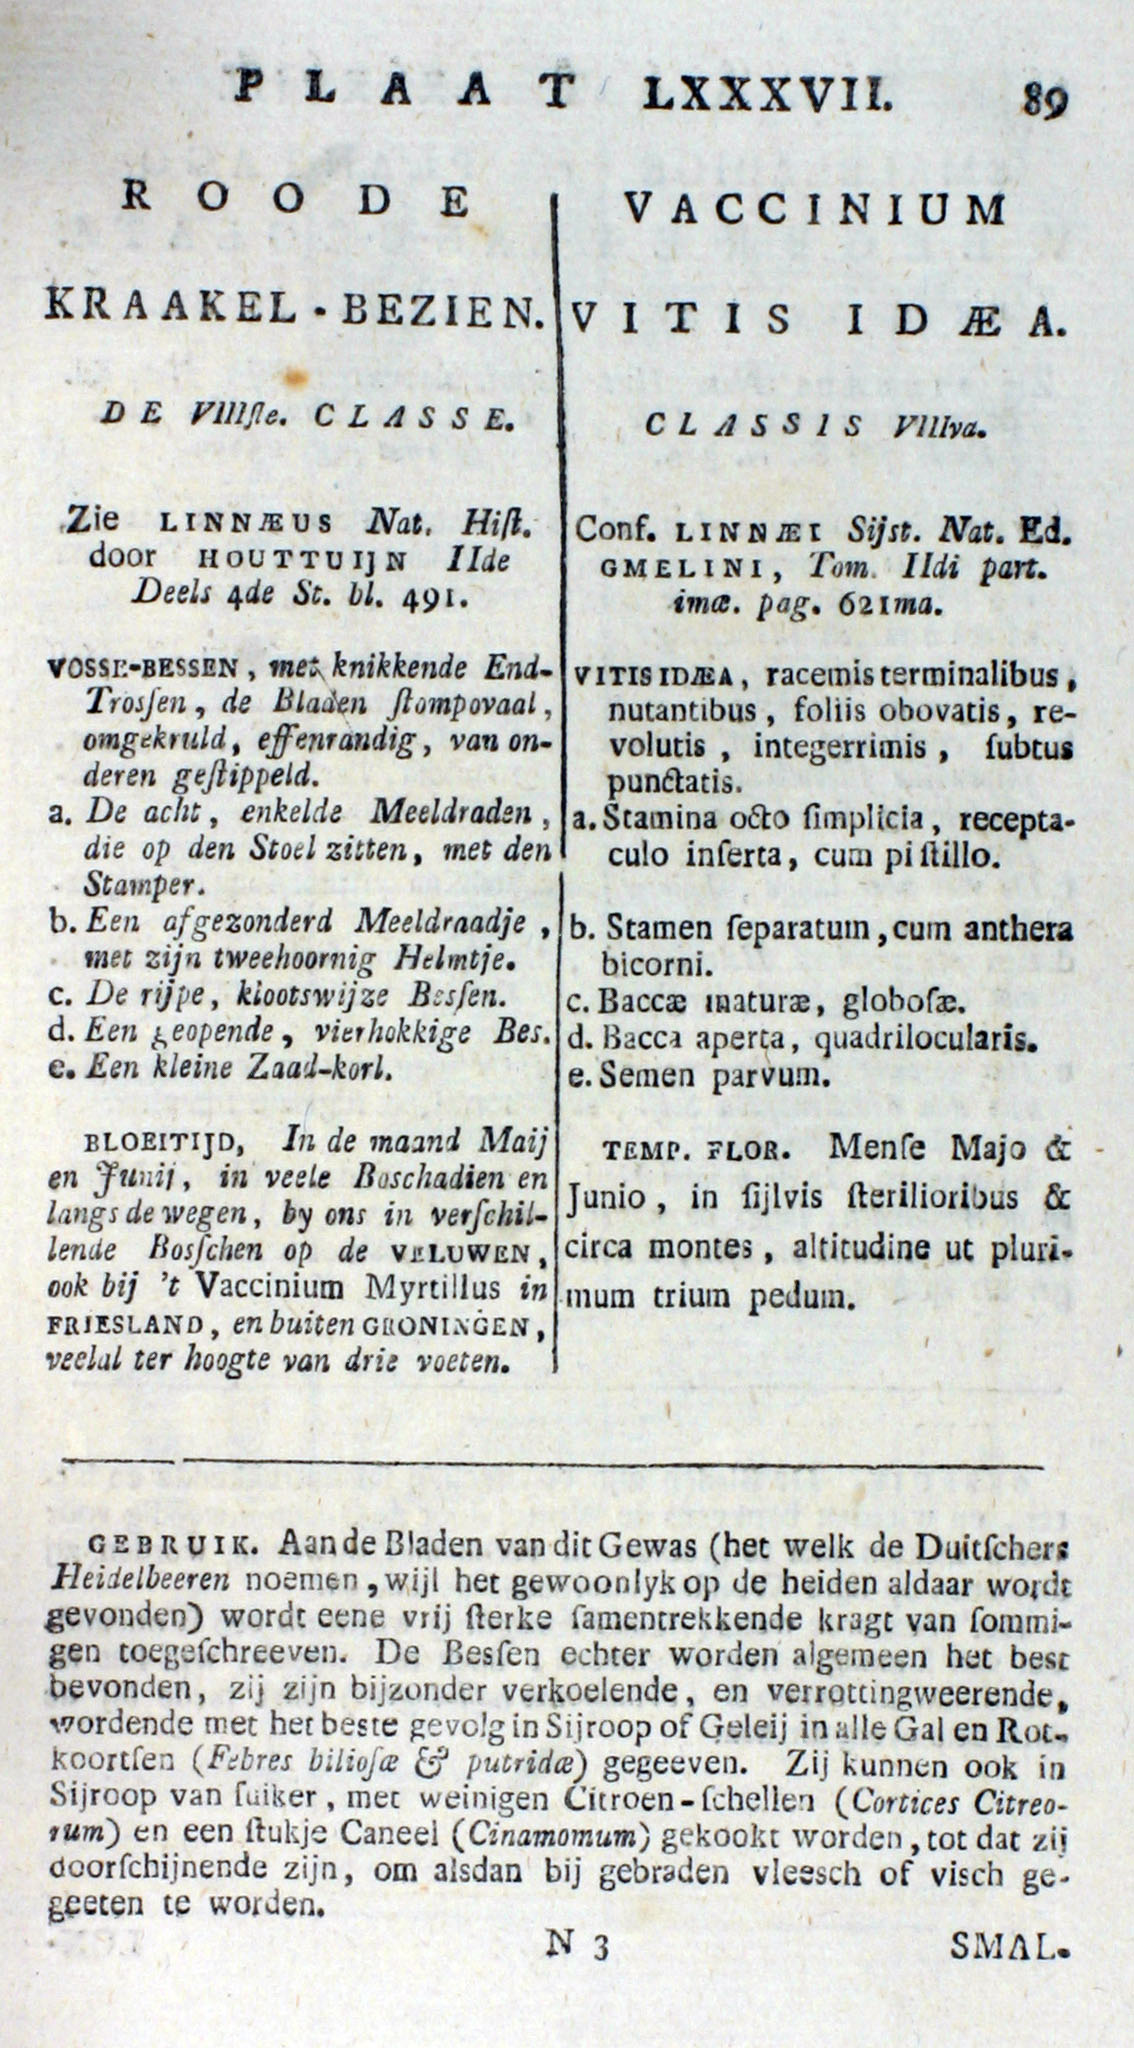 PLAAT LXXXVII. 89
ROODE
KRAAKEL-BEZIEN.
DE VIIIſte. CLASSE.
Zie LINNÆUS Nat. Hiſt.
door HOUTTUIJN IIde
Deels 4de St. bl. 491.
VOSSE-BESSEN, met knikkende End-
Trosſen, de Bladen ſtompovaal,
omgekruld, effenrandig, van on-
deren geſtippeld.
a. De acht, enkelde Meeldraden,
die op den Stoel zitten, met den
Stamper.
b. Een afgezonderd Meeldraadje,
met zijn tweehoornig Helmtje.
c. De rijpe, klootswijze Besſen.
d. Een geopende, vierhokkige Bes.
e. Een kleine Zaad-korl.
BLOEITIJD, In de maand Maij
en Junij, in veele Boschadien en
langs de wegen, by ons in verſchil-
lende Bosſchen op de VELUWEN,
ook bij 't Vaccinium Myrtillus in
FRIESLAND, en buiten GRONINGEN,
veelal ter hoogte van drie voeten.
VACCINIUM
VITIS IDÆA.
CLASSIS VIIIva.
Conf. LINNÆI Sijst. Nat. Ed.
GMELINI, Tom. IIdi part.
imæ. pag. 621ma.
VITIS IDÆA, racemis terminalibus,
nutantibus, foliis obovatis, re-
volutis, integerrimis, ſubtus
punctatis.
a. Stamina octo ſimplicia, recepta-
culo inſerta, cum piſtillo.
b. Stamen ſeparatum, cum anthera
bicorni.
c. Baccæ maturæ, globoſæ.
d. Bacca aperta, quadrilocularis.
e. Semen parvum.
TEMP. FLOR. Menſe Majo &
Junio, in ſijlvis ſterilioribus &
circa montes, altitudine ut pluri-
mum trium pedum.
GEBRUIK. Aan de Bladen van dit Gewas (het welk de Duitſchers
Heidelbeeren noemen, wijl het gewoonlyk op de heiden aldaar wordt
gevonden) wordt eene vrij ſterke ſamentrekkende kragt van ſommi-
gen toegeſchreeven. De Besſen echter worden algemeen het best
bevonden, zij zijn bijzonder verkoelende, en verrottingweerende,
wordende met het beste gevolg in Sijroop of Geleij in alle Gal en Rot-
koortſen (Febres bilioſæ & putridæ) gegeeven. Zij kunnen ook in
Sijroop van ſuiker, met weinigen Citroen-ſchellen (Cortices Citreo-
rum) en een ſtukje Caneel (Cinamomum) gekookt worden, tot dat zij
doorſchijnende zijn, om alsdan bij gebraden vleesch of visch ge-
geeten te worden.
N 3 SMAL.